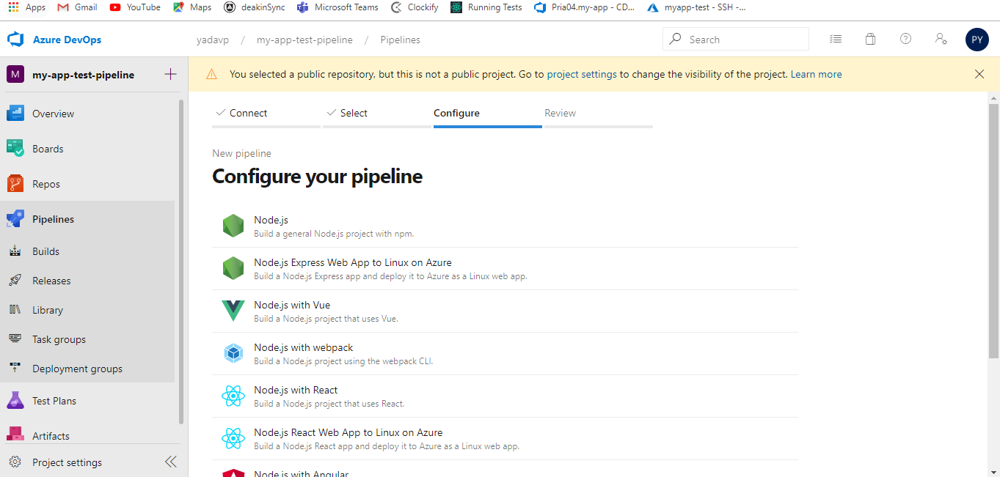 Apps Gmail YouTube Maps deakinSync Microsoft Teams Clockify Running Tests Pria04.my-app - CD... myapp-test - SSH -...
Azure DevOps yadavp / my-app-test-pipeline / Pipelines Search PY
M my-app-test-pipeline
You selected a public repository, but this is not a public project. Go to project settings to change the visibility of the project. Learn more
Overview
Boards
Repos
Pipelines
Builds
Releases
Library
Task groups
Deployment groups
Test Plans
Artifacts
Project settings
Connect Select Configure Review
New pipeline
Configure your pipeline
Node.js
Build a general Node.js project with npm.
Node.js Express Web App to Linux on Azure
Build a Node.js Express app and deploy it to Azure as a Linux web app.
Node.js with Vue
Build a Node.js project that uses Vue.
Node.js with webpack
Build a Node.js project using the webpack CLI.
Node.js with React
Build a Node.js project that uses React.
Node.js React Web App to Linux on Azure
Build a Node.js React app and deploy it to Azure as a Linux web app.
Node.js with Angular